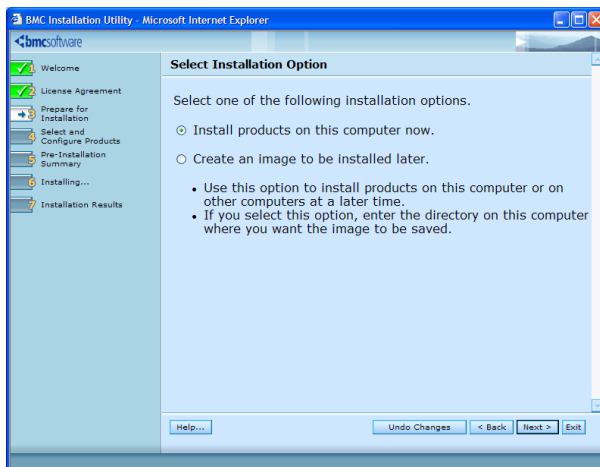 BMC Installation Utility - Microsoft Internet Explorer
bmcsoftware
1 Welcome
2 License Agreement
3 Prepare for
Installation
4 Select and
Configure Products
5 Pre-Installation
Summary
6 Installing...
7 Installation Results
Select Installation Option
Select one of the following installation options.
Install products on this computer now.
Create an image to be installed later.
• Use this option to install products on this computer or on
other computers at a later time.
• If you select this option, enter the directory on this computer
where you want the image to be saved.
Help... Undo Changes < Back Next > Exit